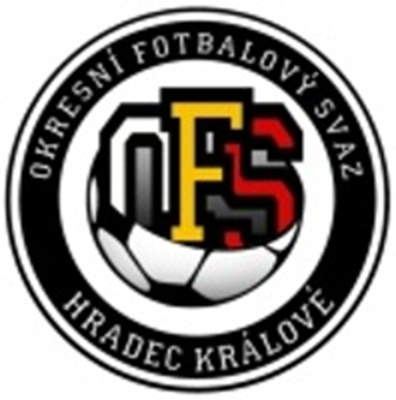 OKRESNÍ FOTBALOVÝ SVAZ
OFS
HRADEC KRÁLOVÉ